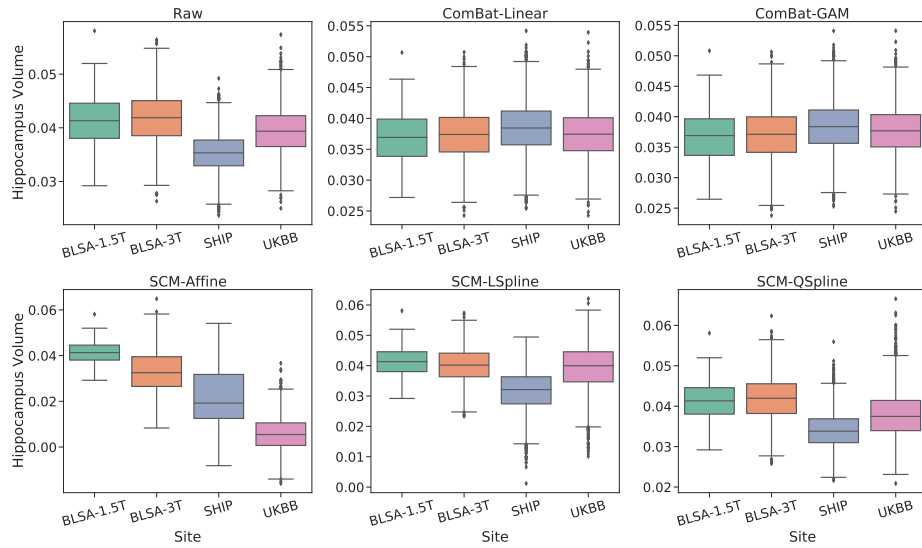 Raw
ComBat-Linear
ComBat-GAM
Hippocampus Volume
0.05
0.04
0.03
0.055
0.050
0.045
0.040
0.035
0.030
0.025
0.055
0.050
0.045
0.040
0.035
0.030
0.025
BLSA-1.5T BLSA-3T SHIP UKBB
BLSA-1.5T BLSA-3T SHIP UKBB
BLSA-1.5T BLSA-3T SHIP UKBB
SCM-Affine
SCM-LSpline
SCM-QSpline
Hippocampus Volume
0.06
0.04
0.02
0.00
0.06
0.05
0.04
0.03
0.02
0.01
0.00
0.06
0.05
0.04
0.03
0.02
BLSA-1.5T BLSA-3T SHIP UKBB
BLSA-1.5T BLSA-3T SHIP UKBB
BLSA-1.5T BLSA-3T SHIP UKBB
Site
Site
Site